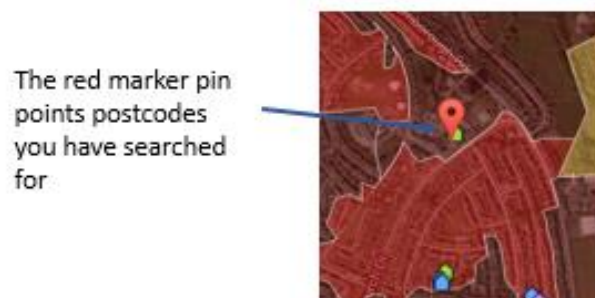 The red marker pin
points postcodes
you have searched
for